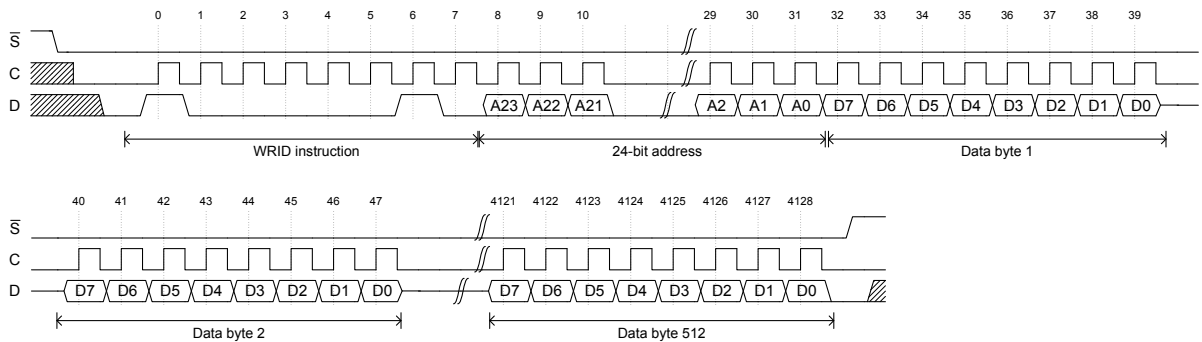 0 1 2 3 4 5 6 7 8 9 10 29 30 31 32 33 34 35 36 37 38 39
S
C
D A23 A22 A21 A2 A1 A0 D7 D6 D5 D4 D3 D2 D1 D0
WRID instruction 24-bit address Data byte 1
40 41 42 43 44 45 46 47 4121 4122 4123 4124 4125 4126 4127 4128
S
C
D D7 D6 D5 D4 D3 D2 D1 D0 D7 D6 D5 D4 D3 D2 D1 D0
Data byte 2 Data byte 512